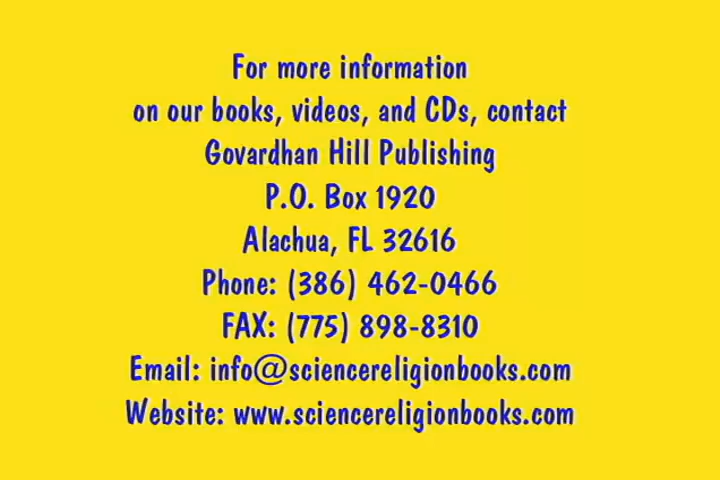 For more information
on our books, videos, and CDs, contact
Govardhan Hill Publishing
P.O. Box 1920
Alachua, FL 32616
Phone: (386) 462-0466
FAX: (775) 898-8310
Email: info@sciencereligionbooks.com
Website: www.sciencereligionbooks.com